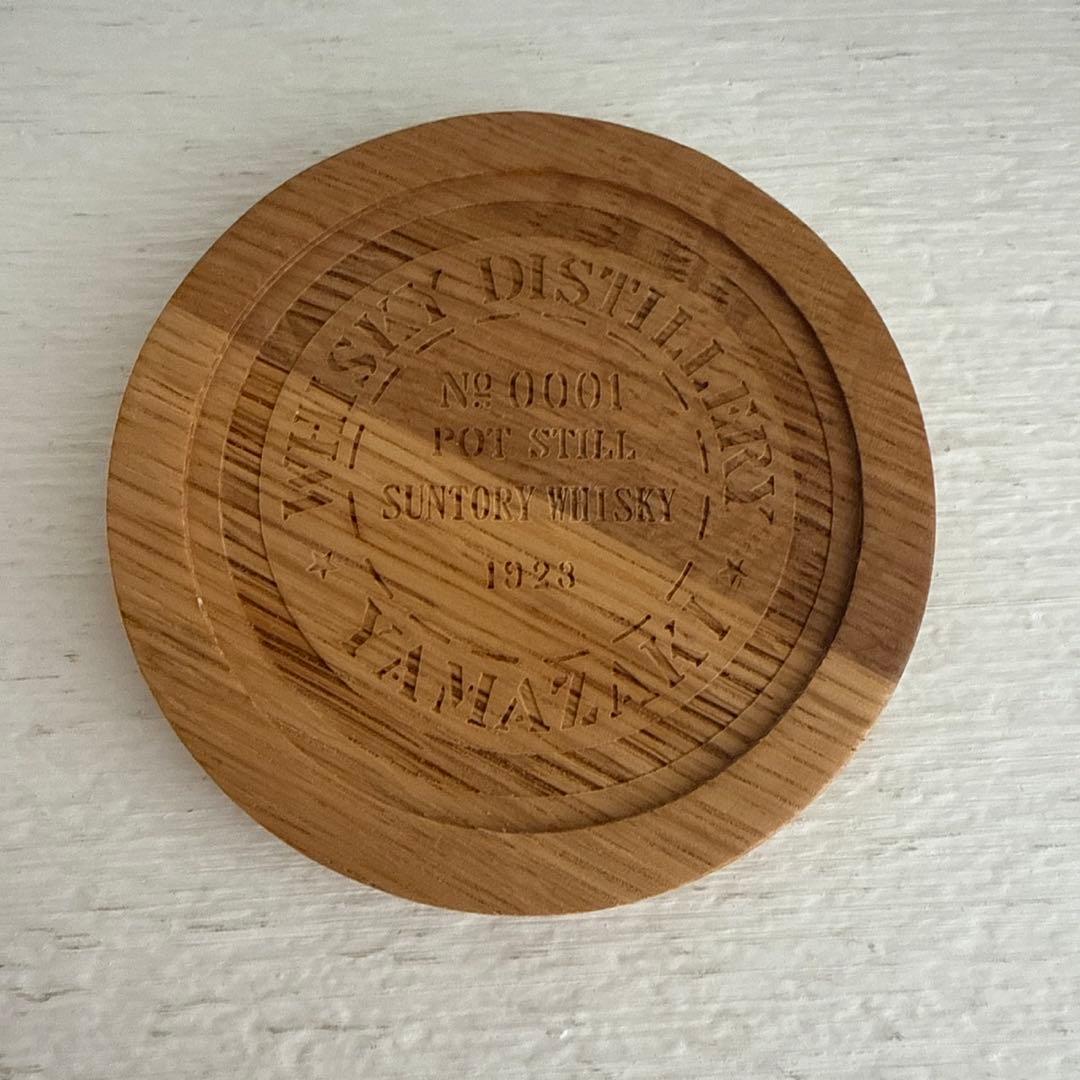 WHISKY DISTILLERY
Nº 0001
POT STILL
SUNTORY WHISKY
1923
YAMAZAKI